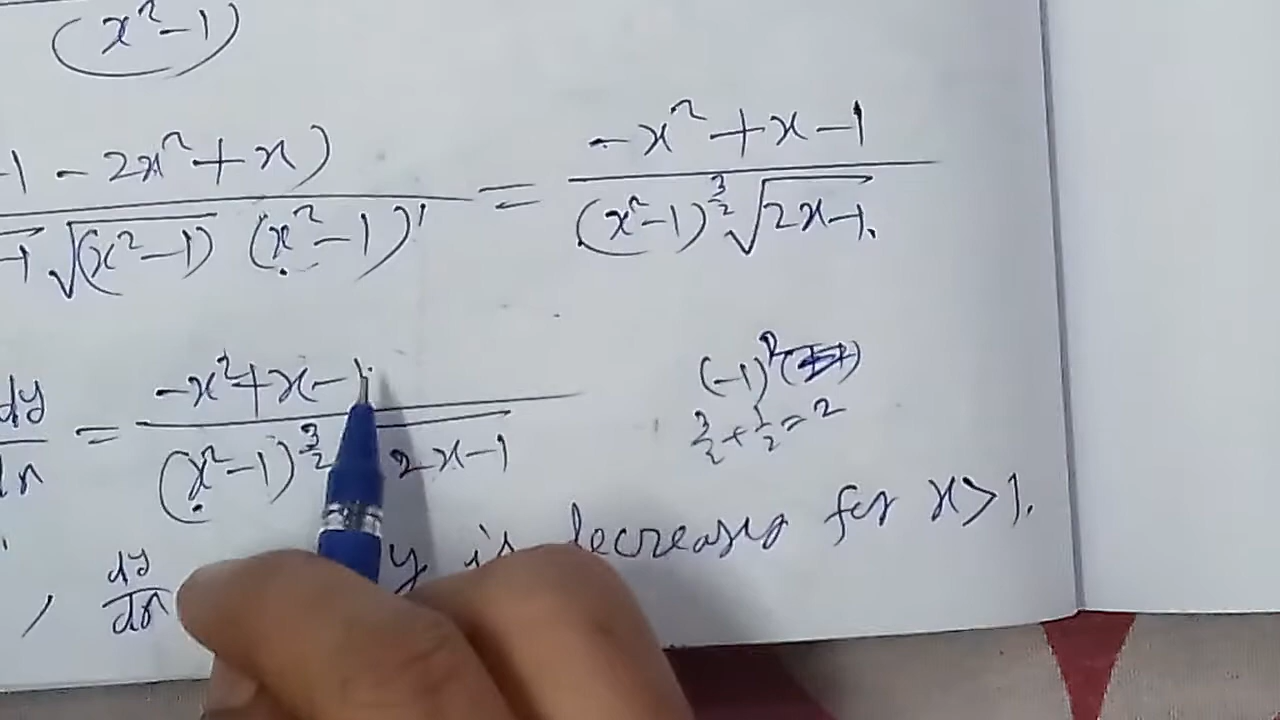 (x²-1)
-1 - 2x²+x) = -x²+x-1
-1 √(x²-1) (x²-1)' (x²-1)^3/2 √2x-1.
dy/dx = -x²+x-1 / (x²-1)^3/2 2x-1
(-1)²
3/2+1/2=2
, dy/dx y is decreases for x>1.